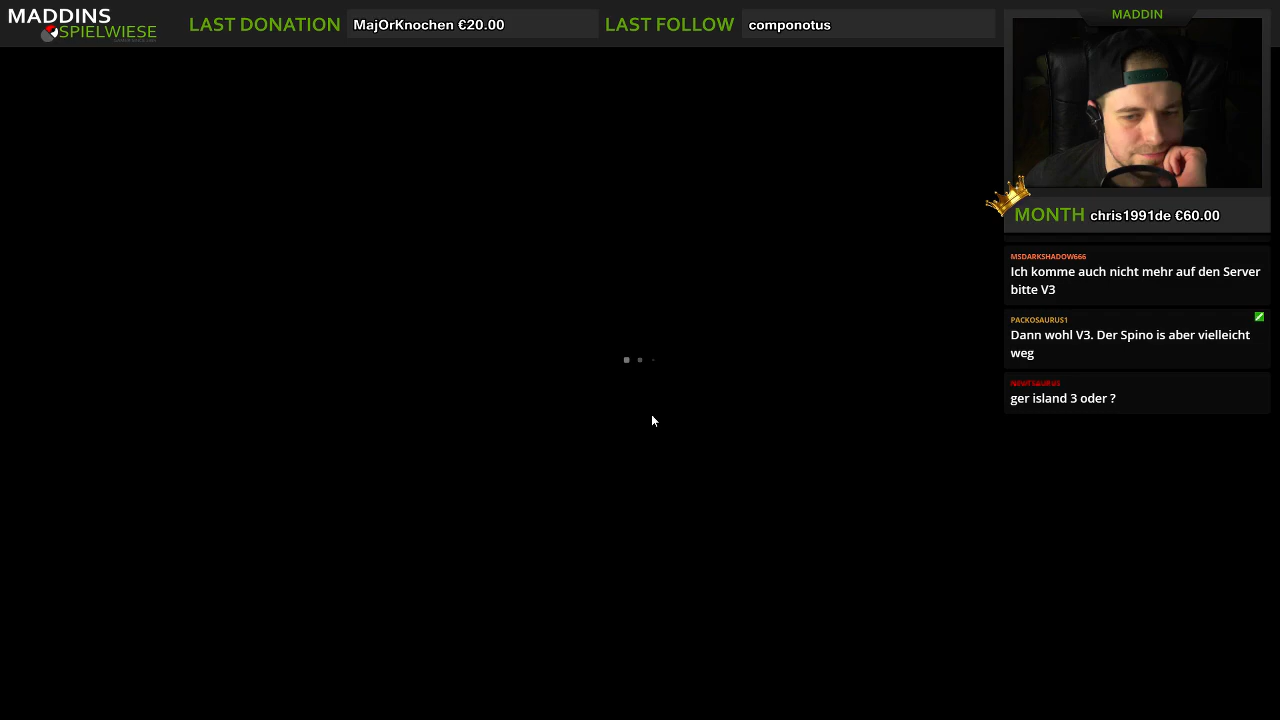 MADDINS
SPIELWIESE
LAST DONATION
MajOrKnochen €20.00
LAST FOLLOW
componotus
MADDIN
MONTH chris1991de €60.00
MSDARKSHADOW666
Ich komme auch nicht mehr auf den Server
bitte V3
PACKOSAURUS1
Dann wohl V3. Der Spino is aber vielleicht
weg
ger island 3 oder ?